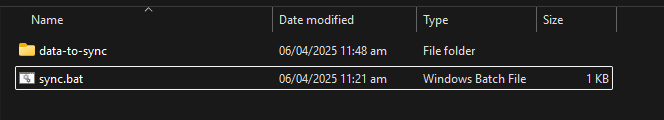 Name Date modified Type Size
data-to-sync 06/04/2025 11:48 am File folder
sync.bat 06/04/2025 11:21 am Windows Batch File 1 KB